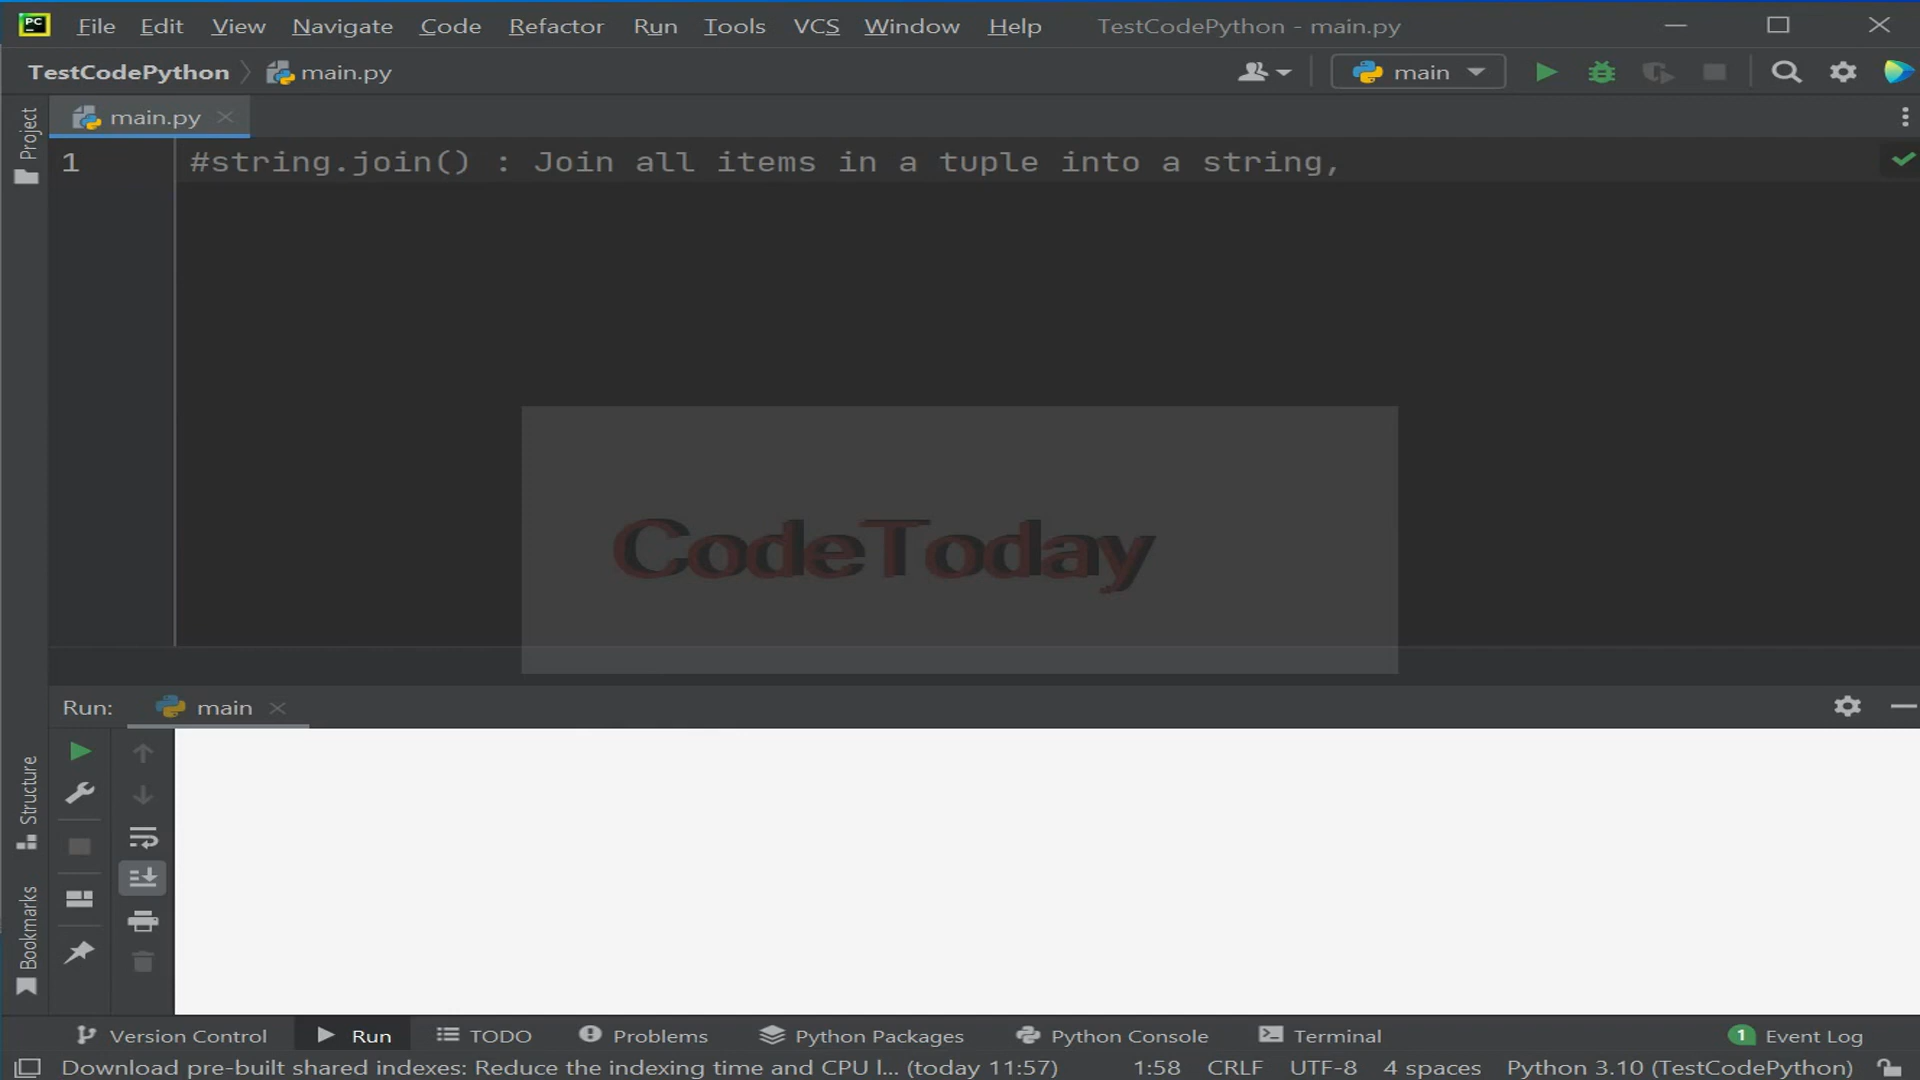 PC File Edit View Navigate Code Refactor Run Tools VCS Window Help TestCodePython - main.py
TestCodePython main.py main
main.py
Project
1 #string.join() : Join all items in a tuple into a string,
CodeToday
Run: main
Structure
Bookmarks
Version Control Run TODO Problems Python Packages Python Console Terminal 1 Event Log
Download pre-built shared indexes: Reduce the indexing time and CPU l... (today 11:57) 1:58 CRLF UTF-8 4 spaces Python 3.10 (TestCodePython)